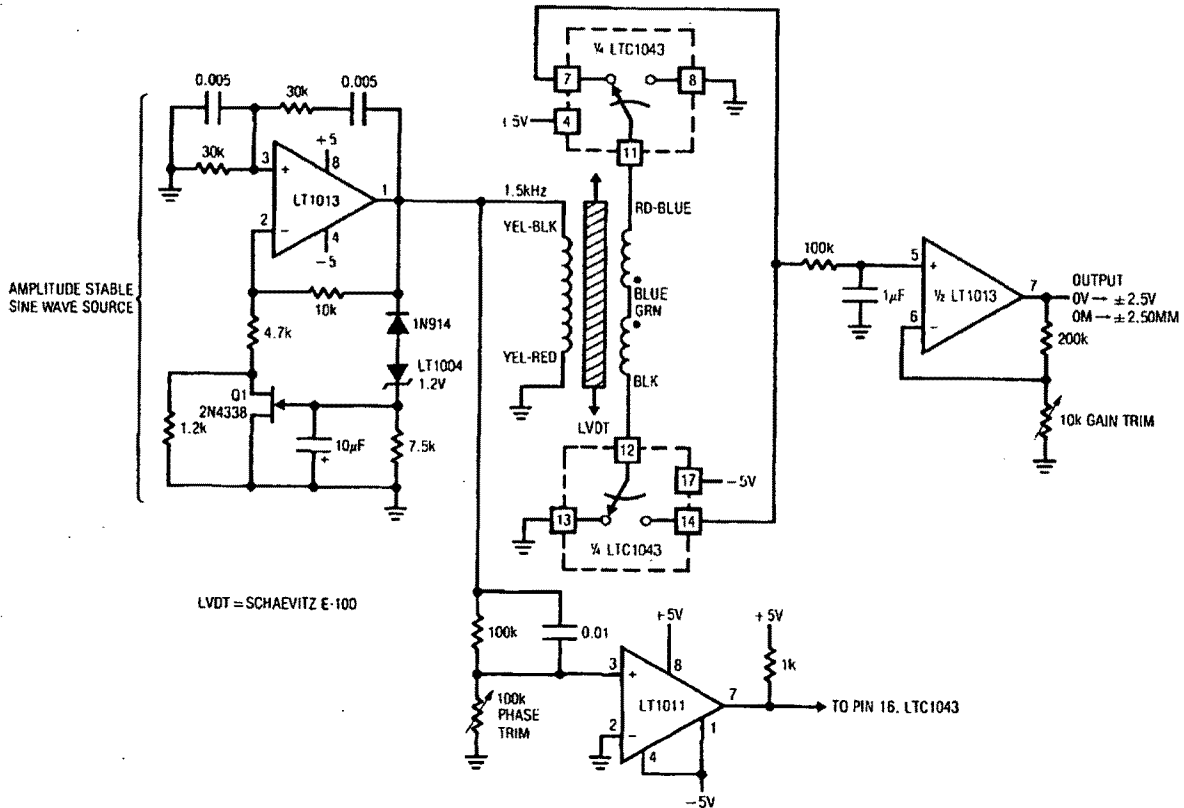 ¼ LTC1043
7
8
+5V
4
11
0.005
30k
0.005
30k
+5
3
+
8
LT1013
1
2
−
4
−5
AMPLITUDE STABLE
SINE WAVE SOURCE
10k
4.7k
1N914
LT1004
1.2V
Q1
2N4338
1.2k
10µF
+
7.5k
1.5kHz
YEL-BLK
YEL-RED
RD-BLUE
BLUE
GRN
BLK
LVDT
12
17
−5V
13
14
¼ LTC1043
100k
1µF
5
+
½ LT1013
6
−
7
OUTPUT
0V → ±2.5V
0M → ±2.50MM
200k
10k GAIN TRIM
LVDT = SCHAEVITZ E-100
100k
0.01
100k
PHASE
TRIM
+5V
3
+
8
LT1011
2
−
4
1
7
−5V
+5V
1k
TO PIN 16, LTC1043